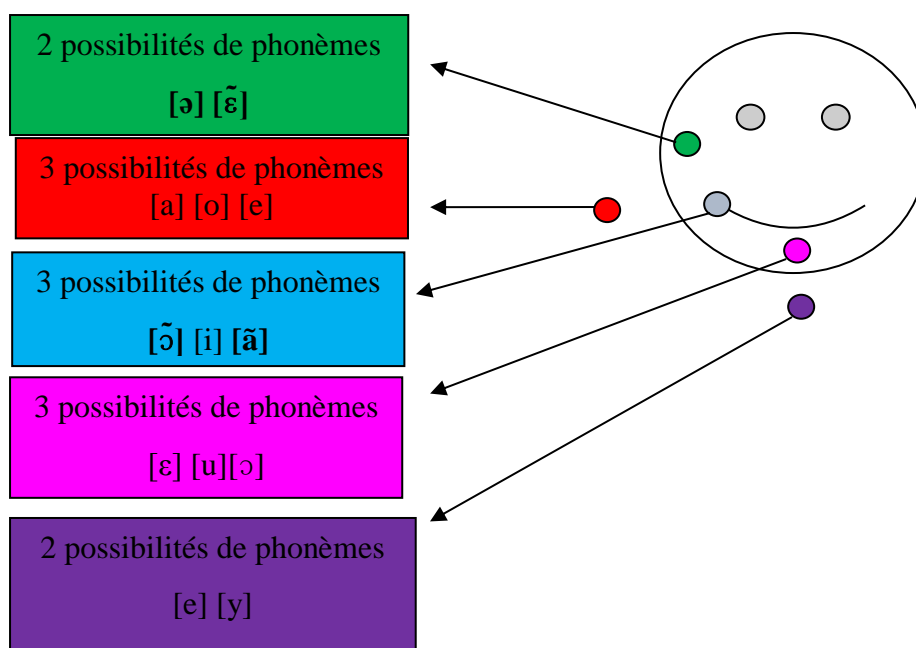 2 possibilités de phonèmes
[ə] [ɛ̃]
3 possibilités de phonèmes
[a] [o] [e]
3 possibilités de phonèmes
[ɔ̃] [i] [ã]
3 possibilités de phonèmes
[ɛ] [u][ɔ]
2 possibilités de phonèmes
[e] [y]